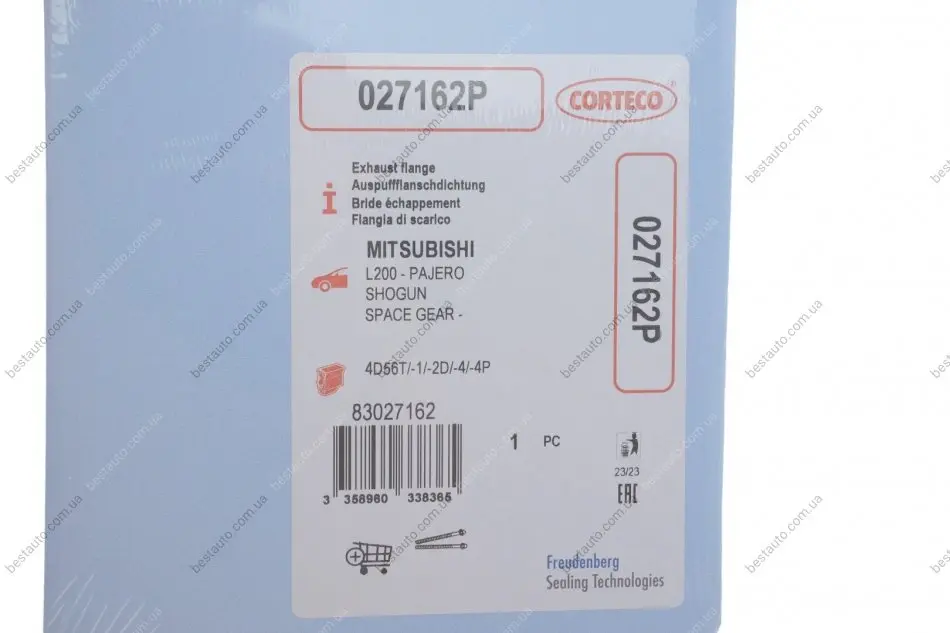 027162P
CORTECO
Exhaust flange
Auspuffflanschdichtung
Bride échappement
Flangia di scarico
MITSUBISHI
L200 - PAJERO
SHOGUN
SPACE GEAR -
4D56T/-1/-2D/-4/-4P
83027162
3 358960 338365
1 PC
23/23
EAC
Freudenberg
Sealing Technologies
027162P
bestauto.com.ua